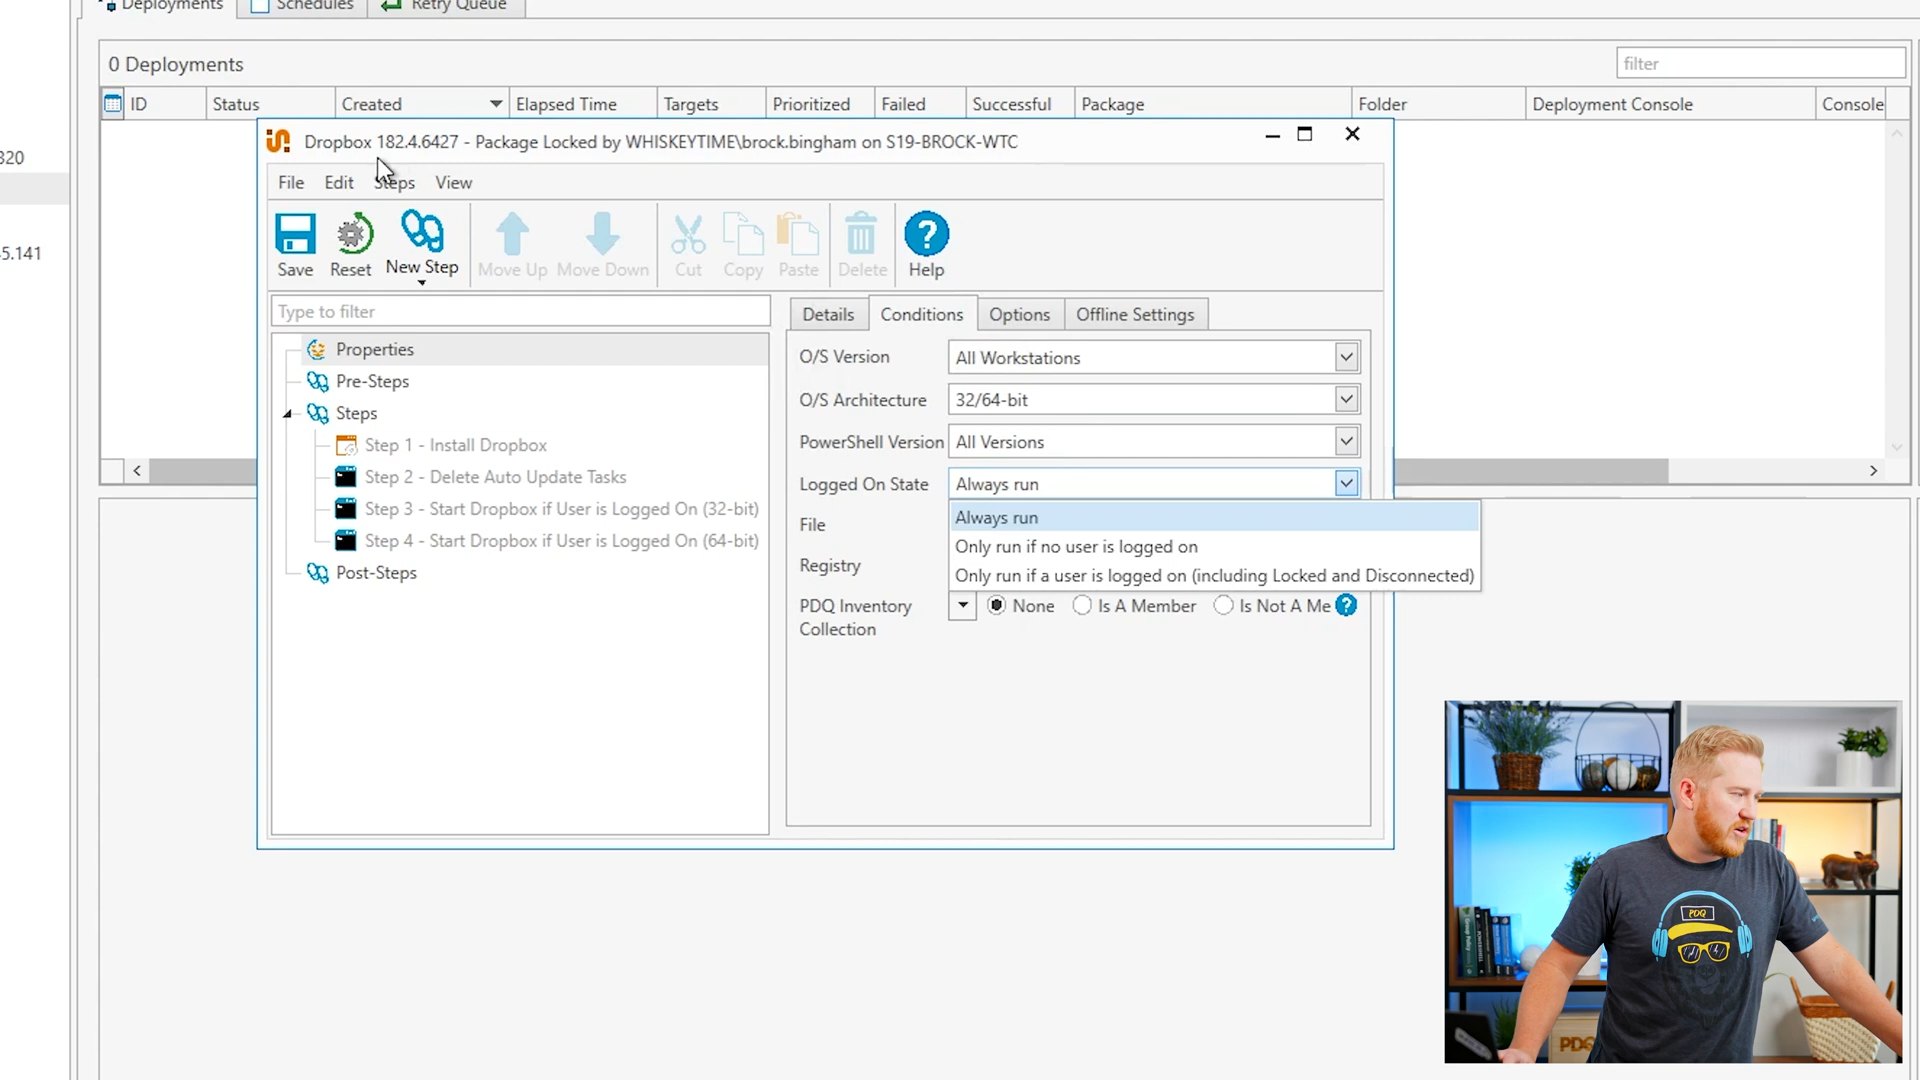 Deployments Schedules Retry Queue
0 Deployments filter
ID Status Created Elapsed Time Targets Prioritized Failed Successful Package Folder Deployment Console Console
Dropbox 182.4.6427 - Package Locked by WHISKEYTIME\brock.bingham on S19-BROCK-WTC
320
File Edit Steps View
5.141
Save Reset New Step Move Up Move Down Cut Copy Paste Delete Help
Type to filter
Details Conditions Options Offline Settings
Properties
Pre-Steps
Steps
Step 1 - Install Dropbox
Step 2 - Delete Auto Update Tasks
Step 3 - Start Dropbox if User is Logged On (32-bit)
Step 4 - Start Dropbox if User is Logged On (64-bit)
Post-Steps
O/S Version All Workstations
O/S Architecture 32/64-bit
PowerShell Version All Versions
Logged On State Always run
Always run
Only run if no user is logged on
Only run if a user is logged on (including Locked and Disconnected)
File
Registry
PDQ Inventory
Collection
None Is A Member Is Not A Me
PDQ
PDQ